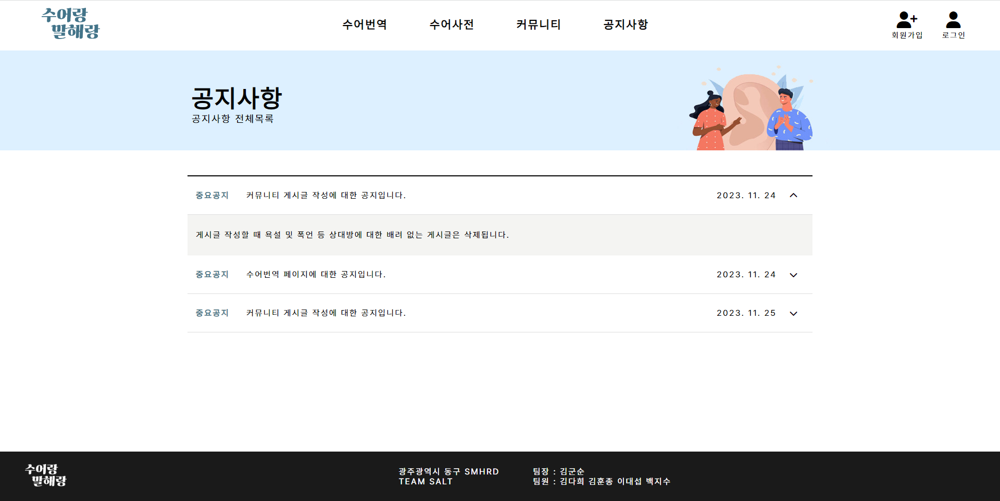 수어랑
말해랑
수어번역
수어사전
커뮤니티
공지사항
회원가입
로그인
공지사항
공지사항 전체목록
중요공지 커뮤니티 게시글 작성에 대한 공지입니다. 2023. 11. 24
게시글 작성할 때 욕설 및 폭언 등 상대방에 대한 배려 없는 게시글은 삭제됩니다.
중요공지 수어번역 페이지에 대한 공지입니다. 2023. 11. 24
중요공지 커뮤니티 게시글 작성에 대한 공지입니다. 2023. 11. 25
수어랑
말해랑
광주광역시 동구 SMHRD
TEAM SALT
팀장 : 김군순
팀원 : 김다희 김훈종 이대섭 백지수